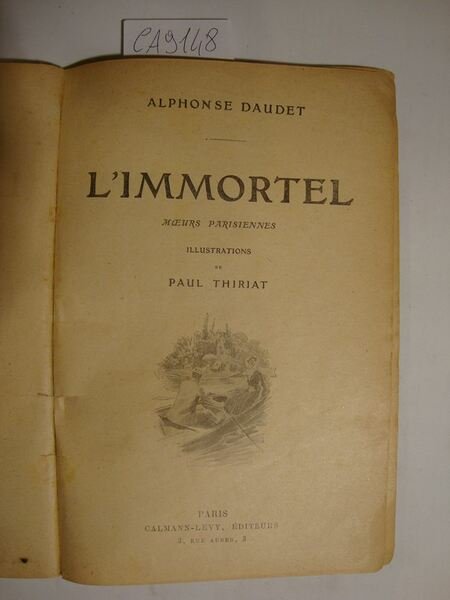 CA9148
ALPHONSE DAUDET
L'IMMORTEL
MŒURS PARISIENNES
ILLUSTRATIONS
DE
PAUL THIRIAT
PARIS
CALMANN-LÉVY, ÉDITEURS
3, RUE AUBER, 3